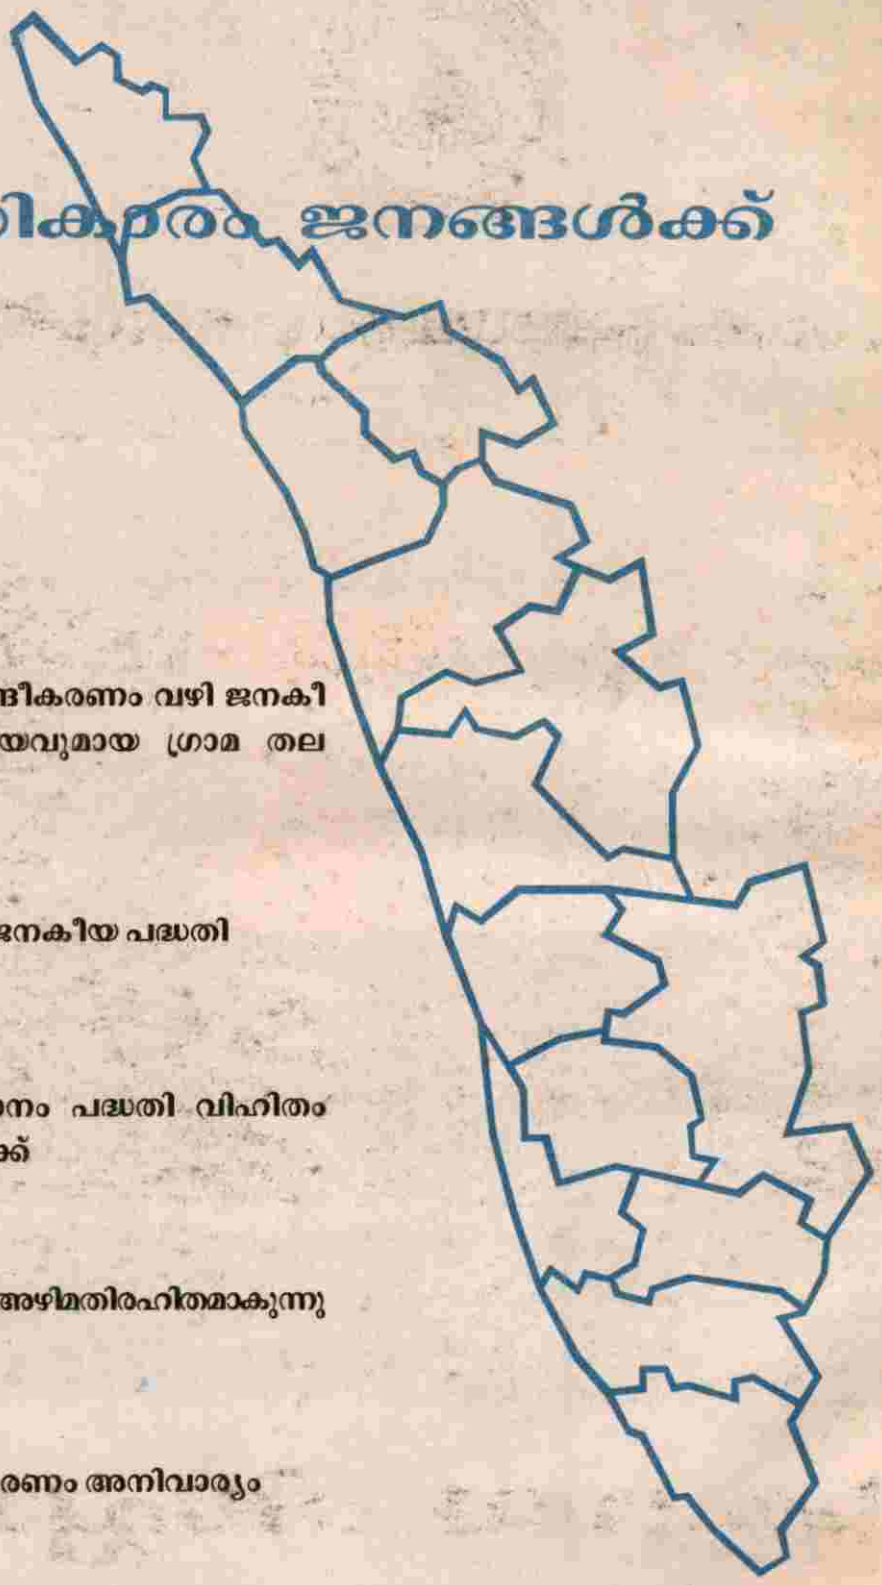 ികാരം ജനങ്ങൾക്ക്
ദീകരണം വഴി ജനകീ
യവുമായ ഗ്രാമ തല
ജനകീയ പദ്ധതി
നം പദ്ധതി വിഹിതം
ക്ക്
അഴിമതിരഹിതമാകുന്നു
രണം അനിവാര്യം